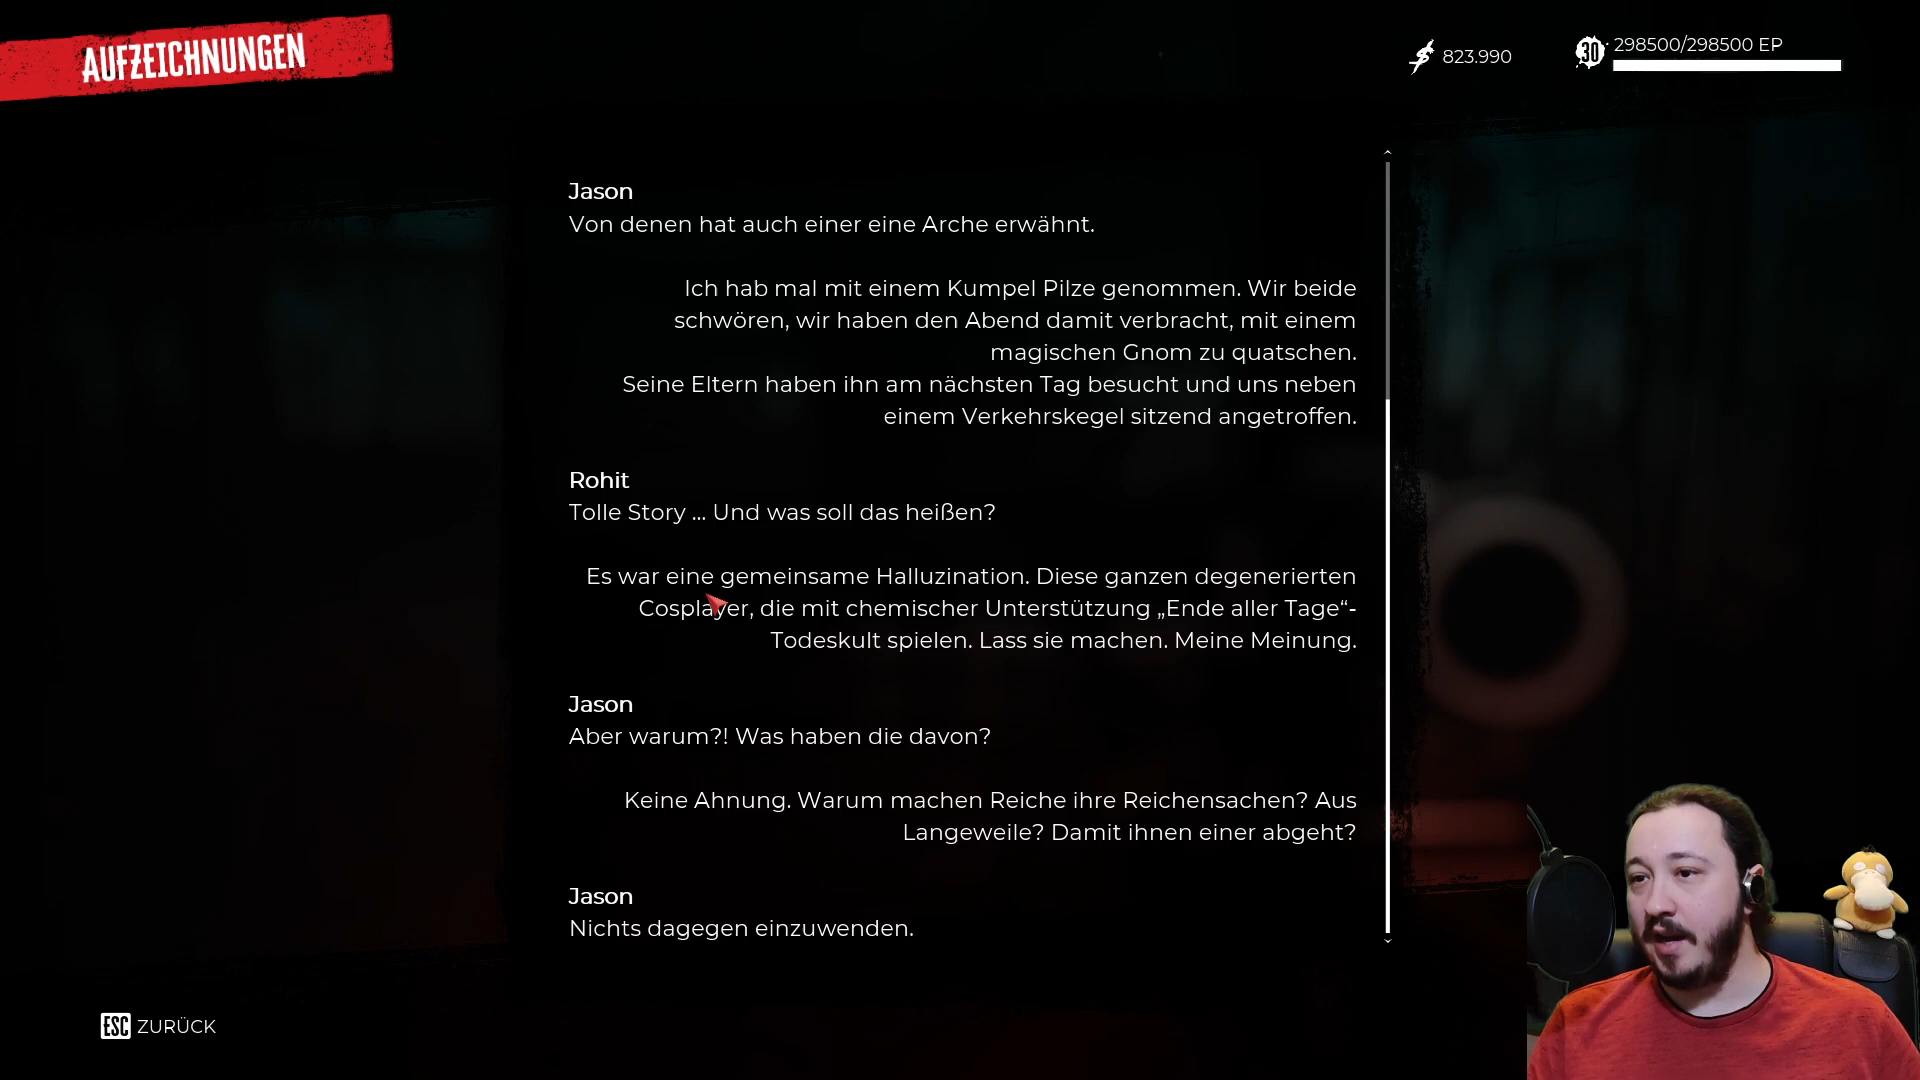 AUFZEICHNUNGEN
823.990
30
298500/298500 EP
Jason
Von denen hat auch einer eine Arche erwähnt.
Ich hab mal mit einem Kumpel Pilze genommen. Wir beide
schwören, wir haben den Abend damit verbracht, mit einem
magischen Gnom zu quatschen.
Seine Eltern haben ihn am nächsten Tag besucht und uns neben
einem Verkehrskegel sitzend angetroffen.
Rohit
Tolle Story ... Und was soll das heißen?
Es war eine gemeinsame Halluzination. Diese ganzen degenerierten
Cosplayer, die mit chemischer Unterstützung „Ende aller Tage“-
Todeskult spielen. Lass sie machen. Meine Meinung.
Jason
Aber warum?! Was haben die davon?
Keine Ahnung. Warum machen Reiche ihre Reichensachen? Aus
Langeweile? Damit ihnen einer abgeht?
Jason
Nichts dagegen einzuwenden.
ESC ZURÜCK